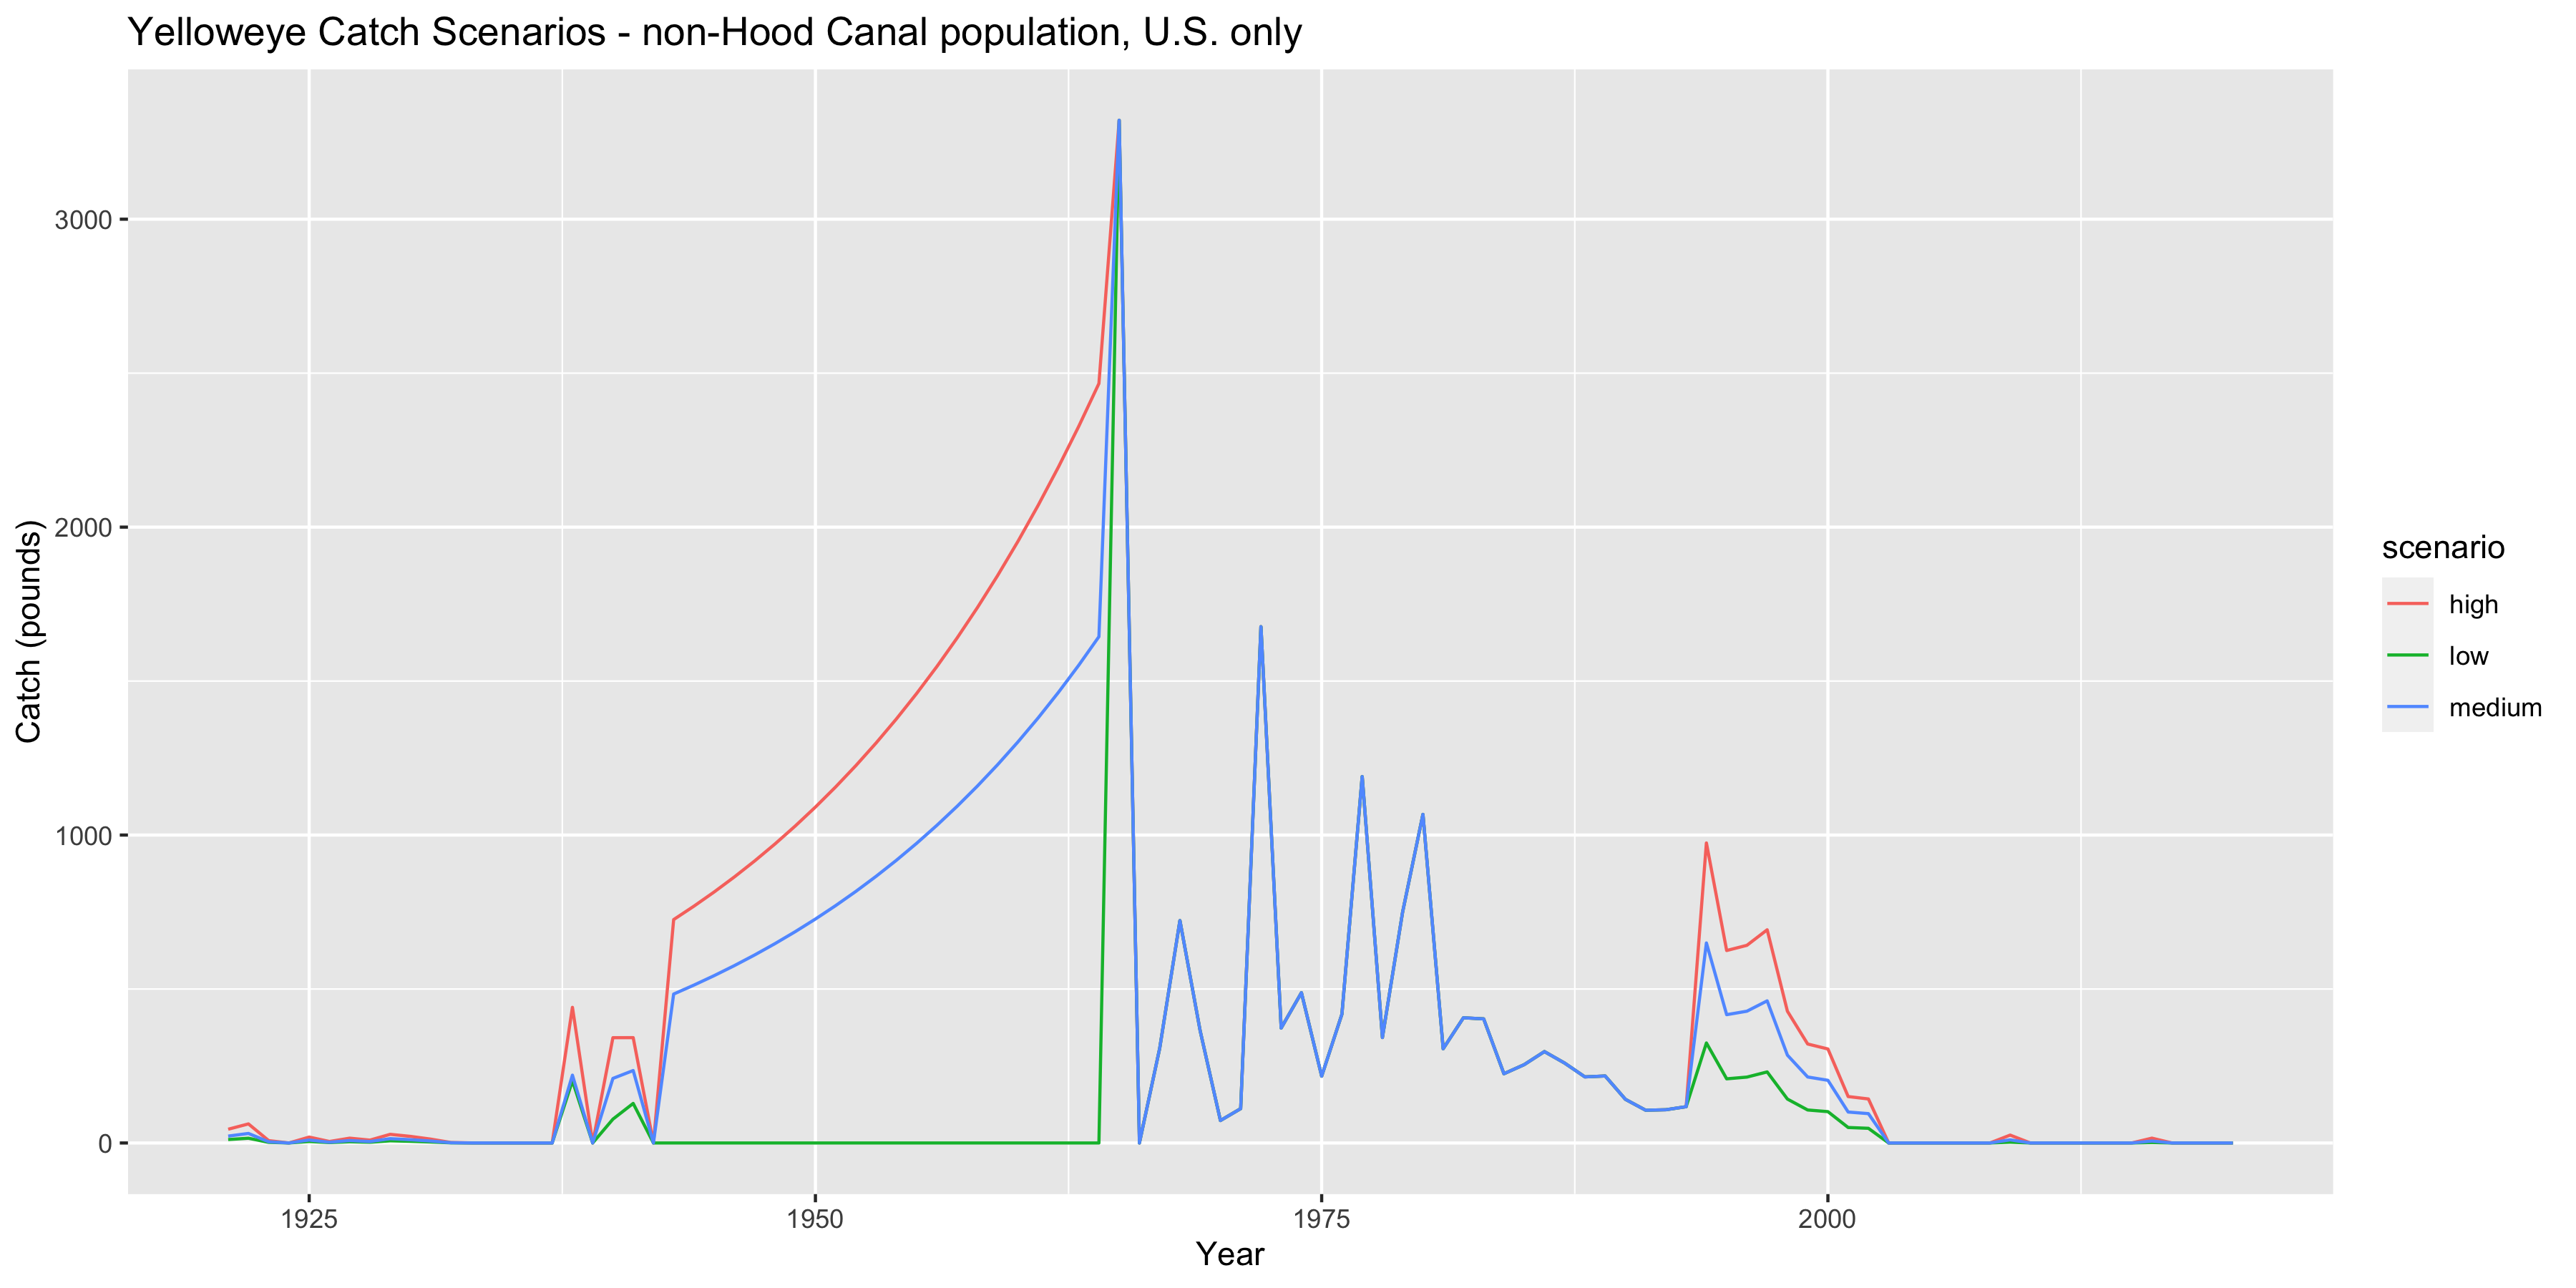 Yelloweye Catch Scenarios - non-Hood Canal population, U.S. only
Catch (pounds)
3000
2000
1000
0
1925
1950
1975
2000
Year
scenario
high
low
medium